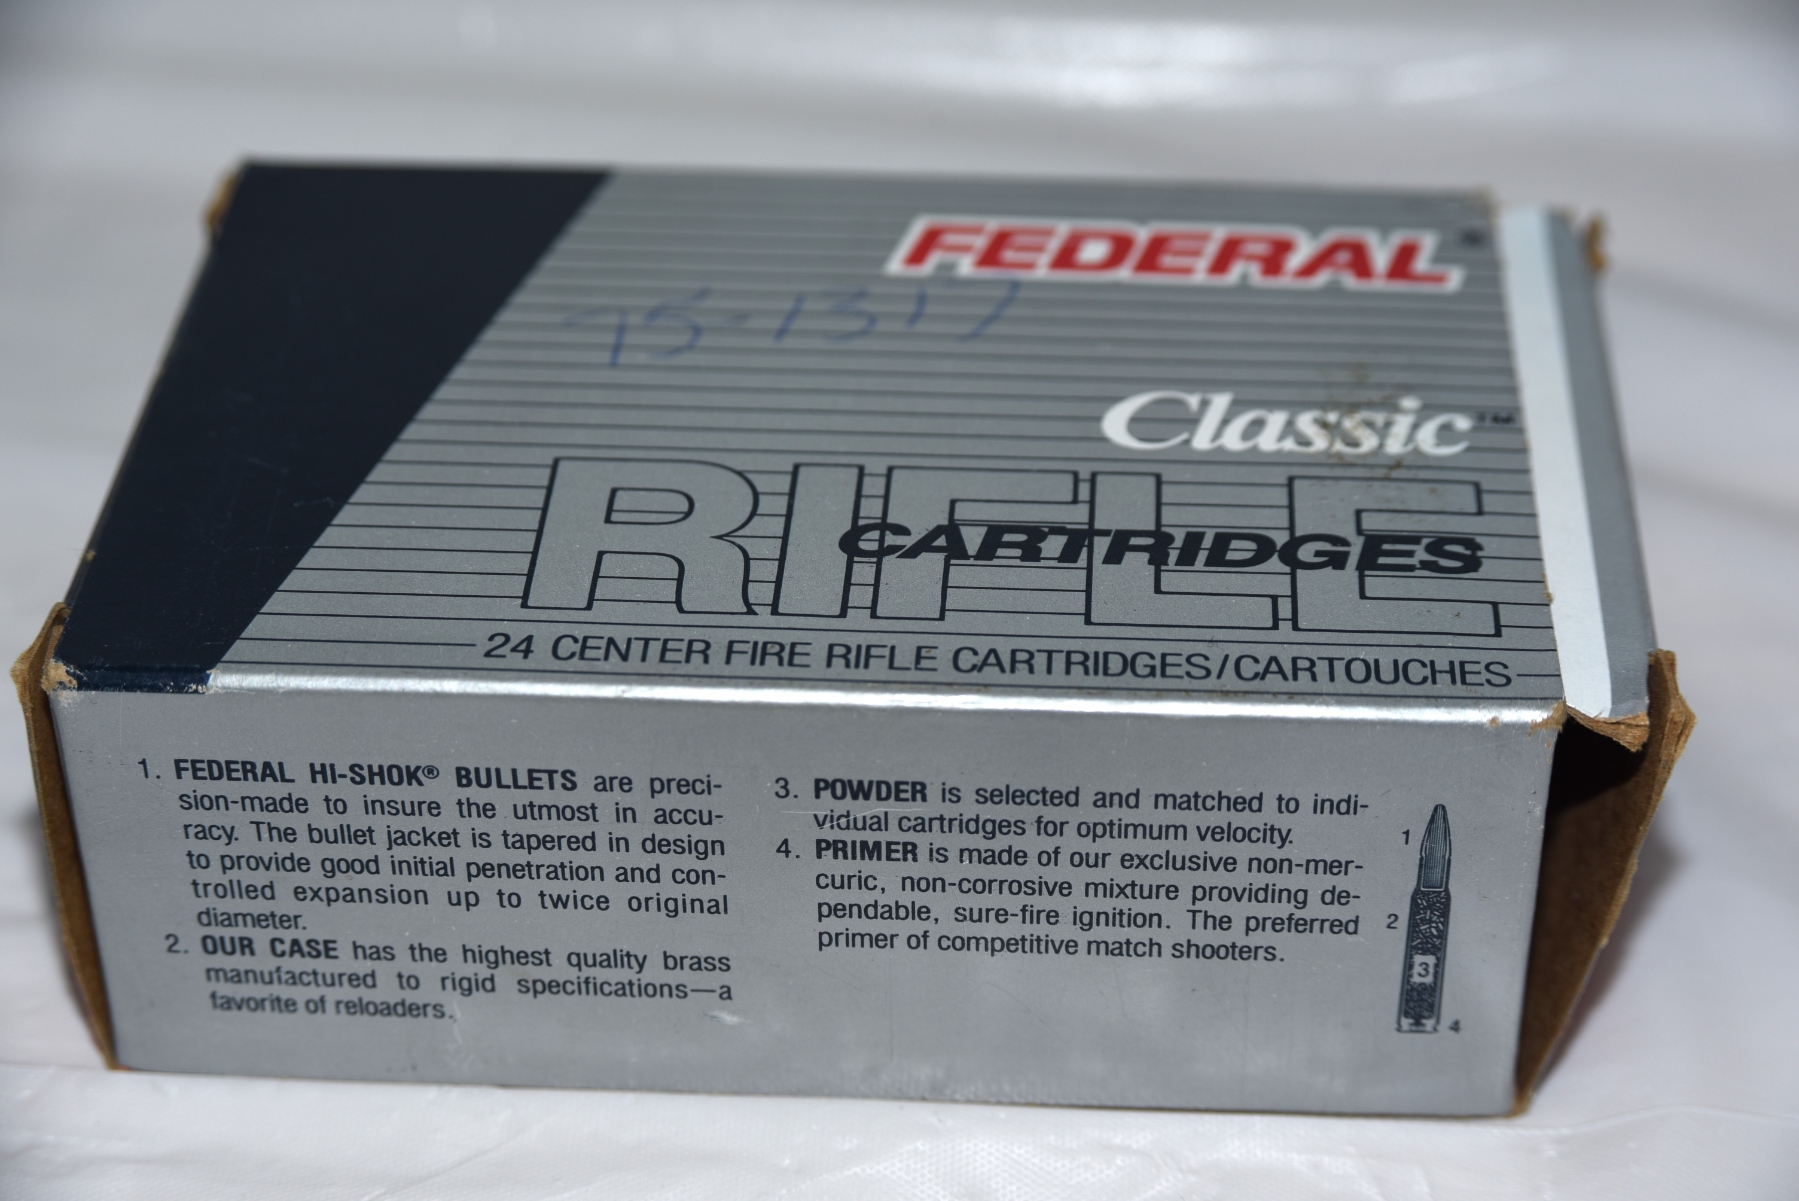 FEDERAL
75-1317
Classic™
RIFLE
CARTRIDGES
24 CENTER FIRE RIFLE CARTRIDGES/CARTOUCHES
1. FEDERAL HI-SHOK® BULLETS are preci-
sion-made to insure the utmost in accu-
racy. The bullet jacket is tapered in design
to provide good initial penetration and con-
trolled expansion up to twice original
diameter.
2. OUR CASE has the highest quality brass
manufactured to rigid specifications—a
favorite of reloaders.
3. POWDER is selected and matched to indi-
vidual cartridges for optimum velocity.
4. PRIMER is made of our exclusive non-mer-
curic, non-corrosive mixture providing de-
pendable, sure-fire ignition. The preferred
primer of competitive match shooters.
1
2
3
4